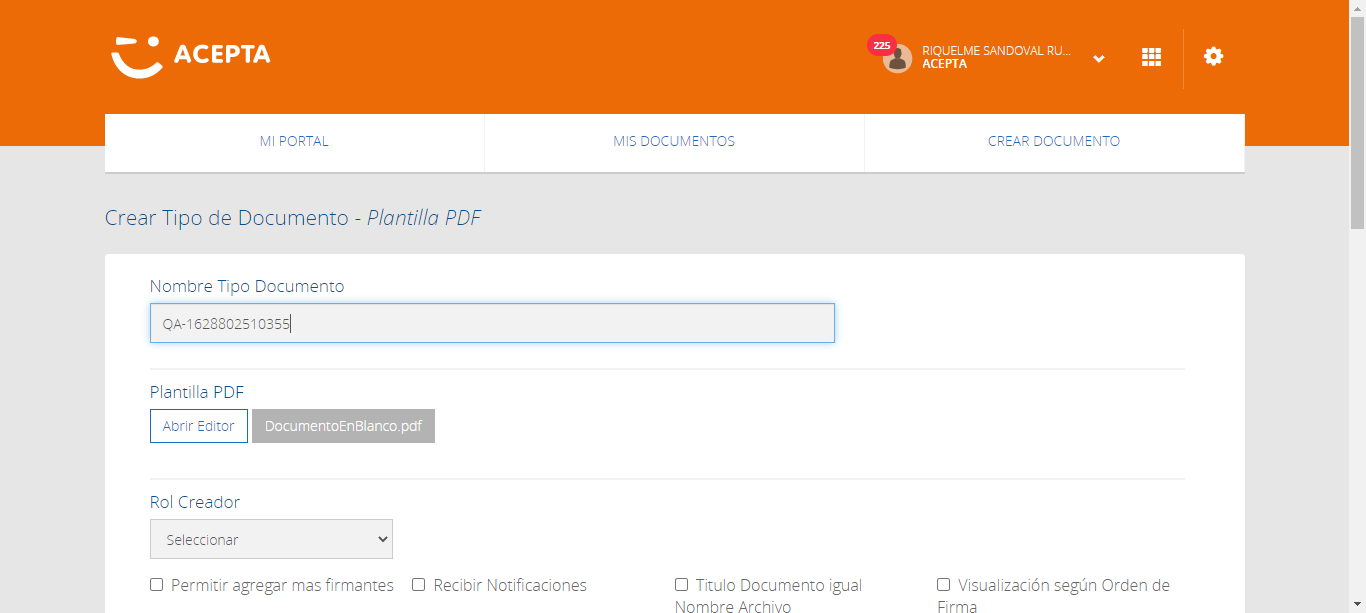 ACEPTA
225
RIQUELME SANDOVAL RU...
ACEPTA
MI PORTAL
MIS DOCUMENTOS
CREAR DOCUMENTO
Crear Tipo de Documento - Plantilla PDF
Nombre Tipo Documento
QA-1628802510355
Plantilla PDF
Abrir Editor
DocumentoEnBlanco.pdf
Rol Creador
Seleccionar
Permitir agregar mas firmantes
Recibir Notificaciones
Titulo Documento igual
Nombre Archivo
Visualización según Orden de
Firma